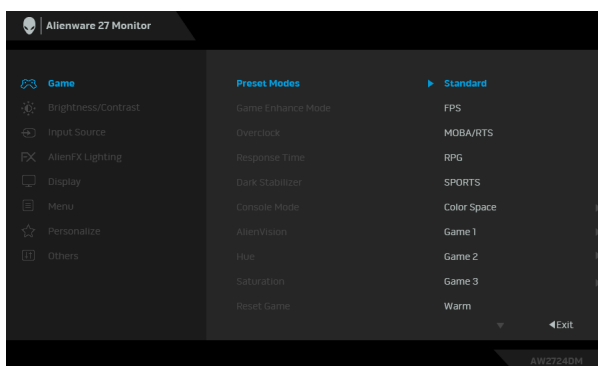 Alienware 27 Monitor
Game Preset Modes Standard
Brightness/Contrast Game Enhance Mode FPS
Input Source Overclock MOBA/RTS
FX AlienFX Lighting Response Time RPG
Display Dark Stabilizer SPORTS
Menu Console Mode Color Space
Personalize AlienVision Game 1
Others Hue Game 2
Saturation Game 3
Reset Game Warm
Exit
AW2724DM